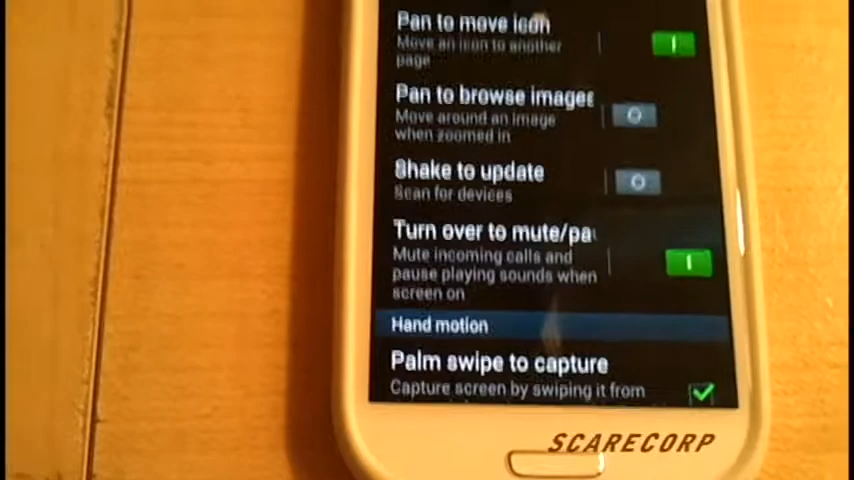 Pan to move icon
Move an icon to another
page
Pan to browse images
Move around an image
when zoomed in
Shake to update
Scan for devices
Turn over to mute/pa
Mute incoming calls and
pause playing sounds when
screen on
Hand motion
Palm swipe to capture
Capture screen by swiping it from
SCARECORP